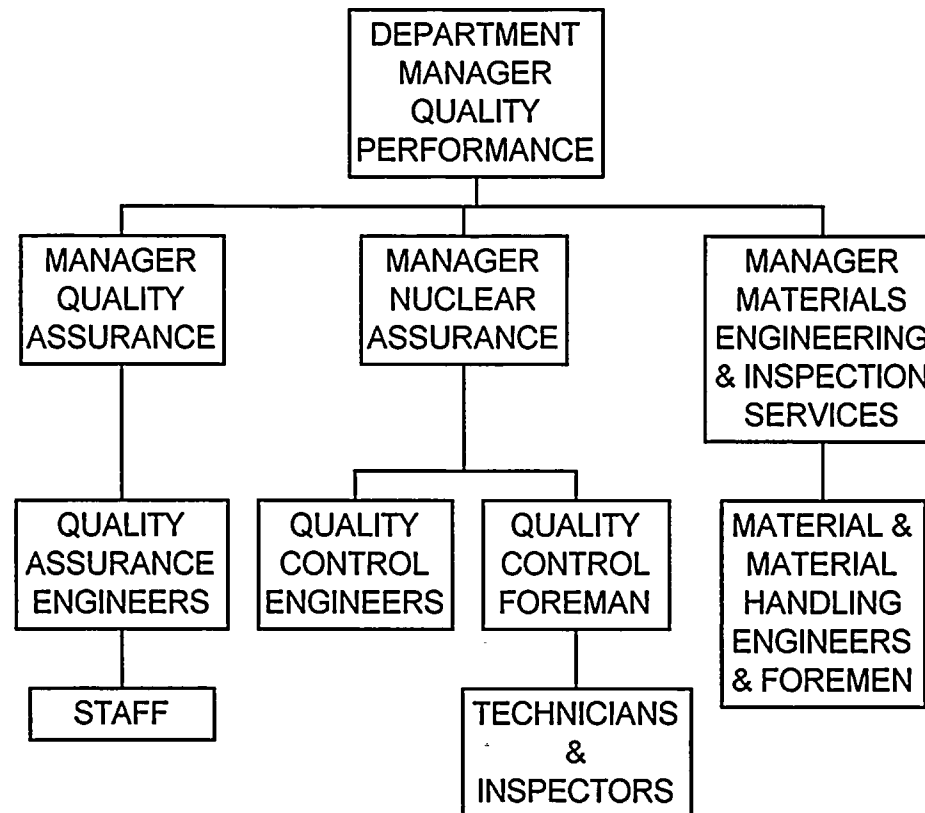 DEPARTMENT
MANAGER
QUALITY
PERFORMANCE
MANAGER
QUALITY
ASSURANCE
MANAGER
NUCLEAR
ASSURANCE
MANAGER
MATERIALS
ENGINEERING
& INSPECTION
SERVICES
QUALITY
ASSURANCE
ENGINEERS
QUALITY
CONTROL
ENGINEERS
QUALITY
CONTROL
FOREMAN
MATERIAL &
MATERIAL
HANDLING
ENGINEERS
& FOREMEN
STAFF
TECHNICIANS
&
INSPECTORS